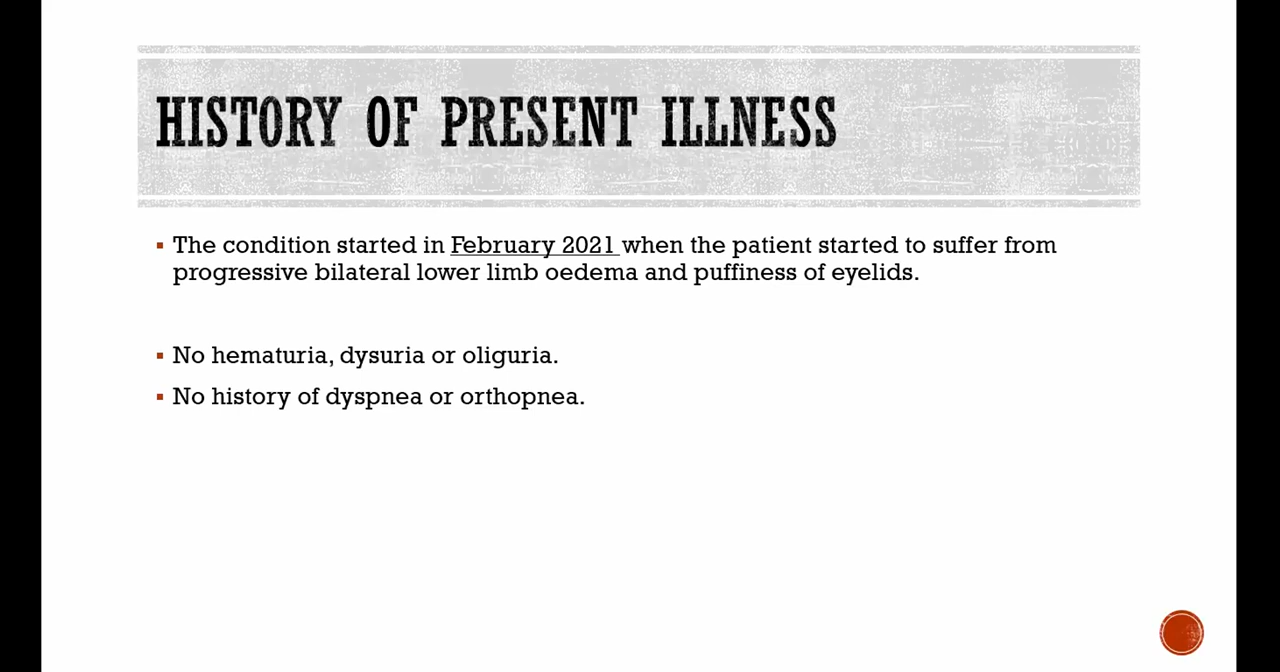 HISTORY OF PRESENT ILLNESS
▪ The condition started in February 2021 when the patient started to suffer from
progressive bilateral lower limb oedema and puffiness of eyelids.
▪ No hematuria, dysuria or oliguria.
▪ No history of dyspnea or orthopnea.